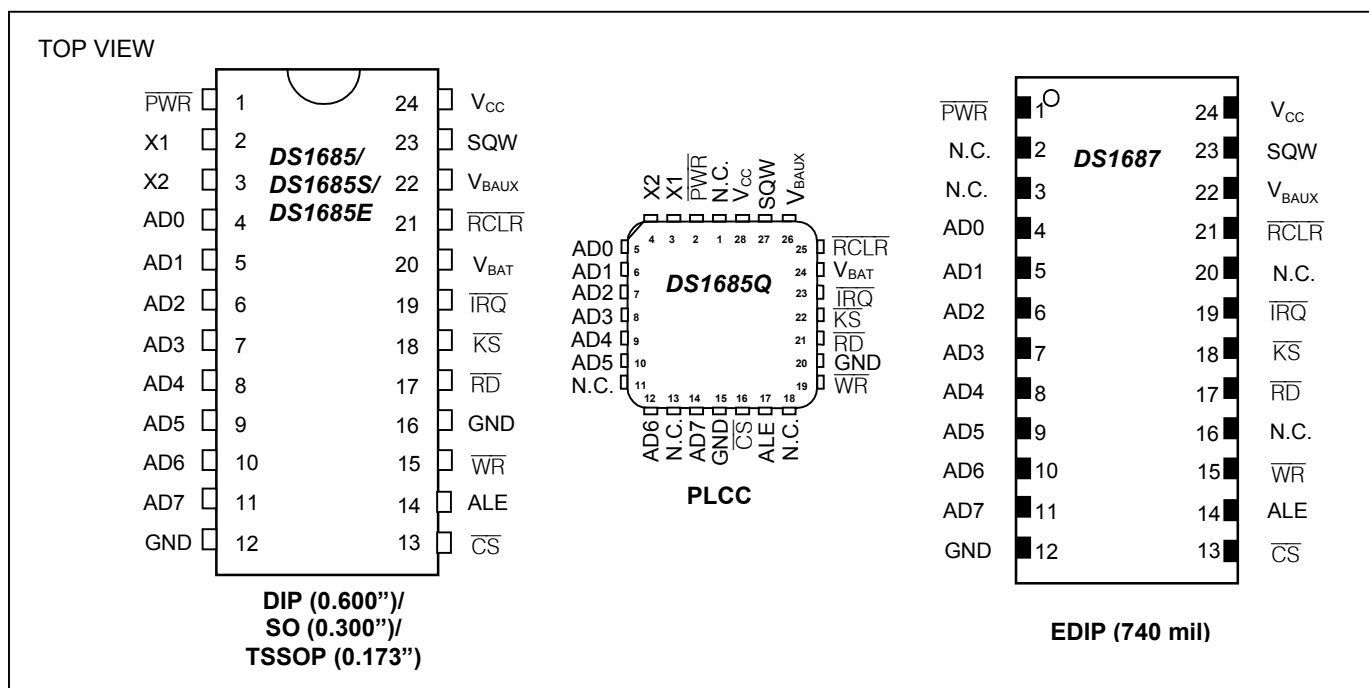 TOP VIEW
PWR 1 24 VCC
X1 2 23 SQW
X2 3 22 VBAUX
AD0 4 21 RCLR
AD1 5 20 VBAT
AD2 6 19 IRQ
AD3 7 18 KS
AD4 8 17 RD
AD5 9 16 GND
AD6 10 15 WR
AD7 11 14 ALE
GND 12 13 CS
DS1685/
DS1685S/
DS1685E
DIP (0.600”)/
SO (0.300”)/
TSSOP (0.173”)
X2 X1 PWR N.C. VCC SQW VBAUX
4 3 2 1 28 27 26
AD0 5 25 RCLR
AD1 6 24 VBAT
AD2 7 23 IRQ
AD3 8 22 KS
AD4 9 21 RD
AD5 10 20 GND
N.C. 11 19 WR
DS1685Q
12 13 14 15 16 17 18
AD6 N.C. AD7 GND CS ALE N.C.
PLCC
PWR 1 24 VCC
N.C. 2 23 SQW
N.C. 3 22 VBAUX
AD0 4 21 RCLR
AD1 5 20 N.C.
AD2 6 19 IRQ
AD3 7 18 KS
AD4 8 17 RD
AD5 9 16 N.C.
AD6 10 15 WR
AD7 11 14 ALE
GND 12 13 CS
DS1687
EDIP (740 mil)